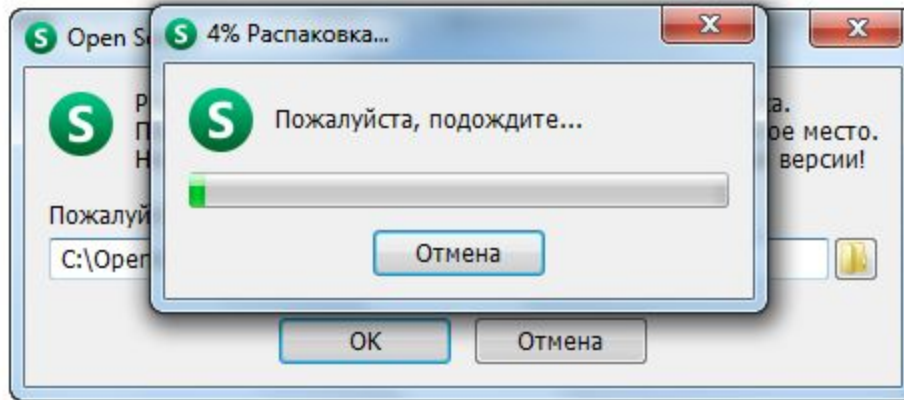 S Open S
S 4% Распаковка...
S
Р
П
Н
S
Пожалуйста, подождите...
а.
ое место.
версии!
Пожалуй
C:\Open
Отмена
OK
Отмена